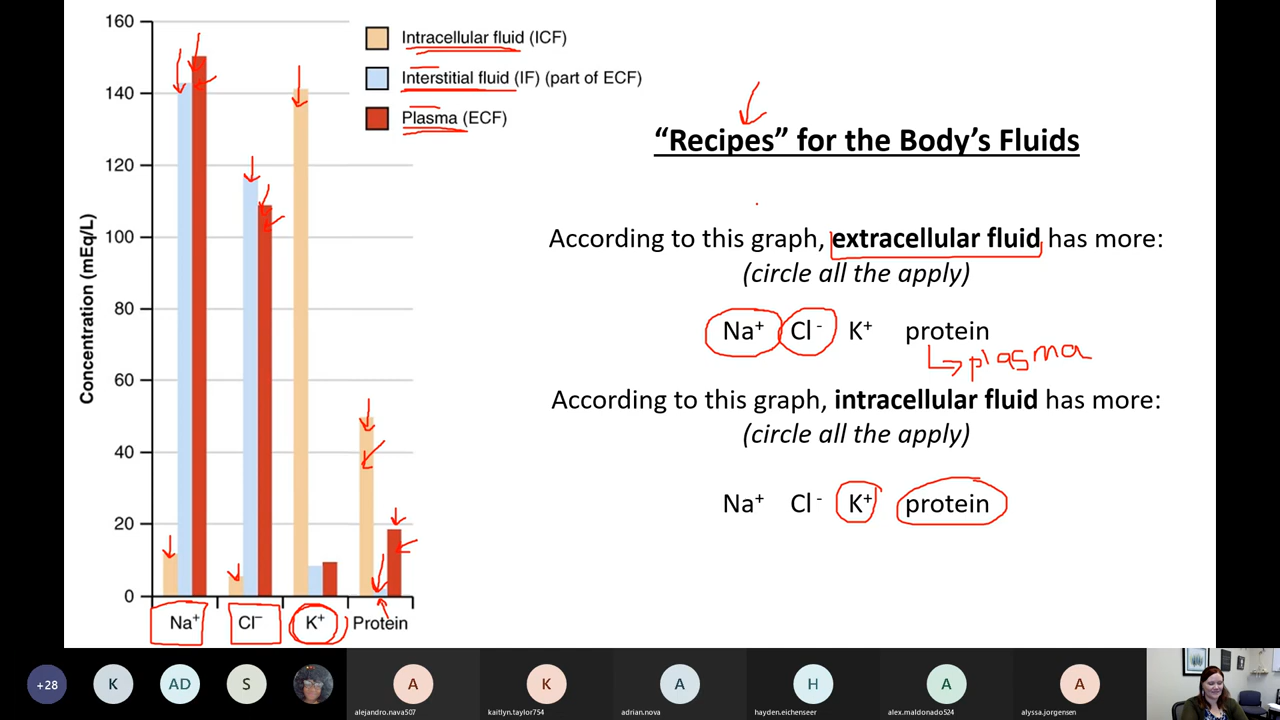 160
140
120
100
80
60
40
20
0
Concentration (mEq/L)
Na⁺
Cl⁻
K⁺
Protein
Intracellular fluid (ICF)
Interstitial fluid (IF) (part of ECF)
Plasma (ECF)
“Recipes” for the Body’s Fluids
According to this graph, extracellular fluid has more:
(circle all the apply)
Na⁺ Cl⁻ K⁺ protein
plasma
According to this graph, intracellular fluid has more:
(circle all the apply)
Na⁺ Cl⁻ K⁺ protein
+28 K AD S A K A H A A
alejandro.nava507 kaitlyn.taylor754 adrian.nova hayden.eichenseer alex.maldonado524 alyssa.jorgensen